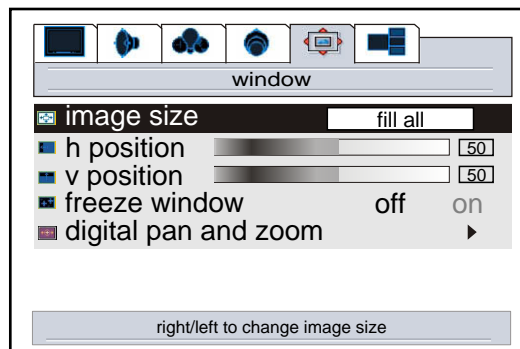 window
image size fill all
h position 50
v position 50
freeze window off on
digital pan and zoom
right/left to change image size